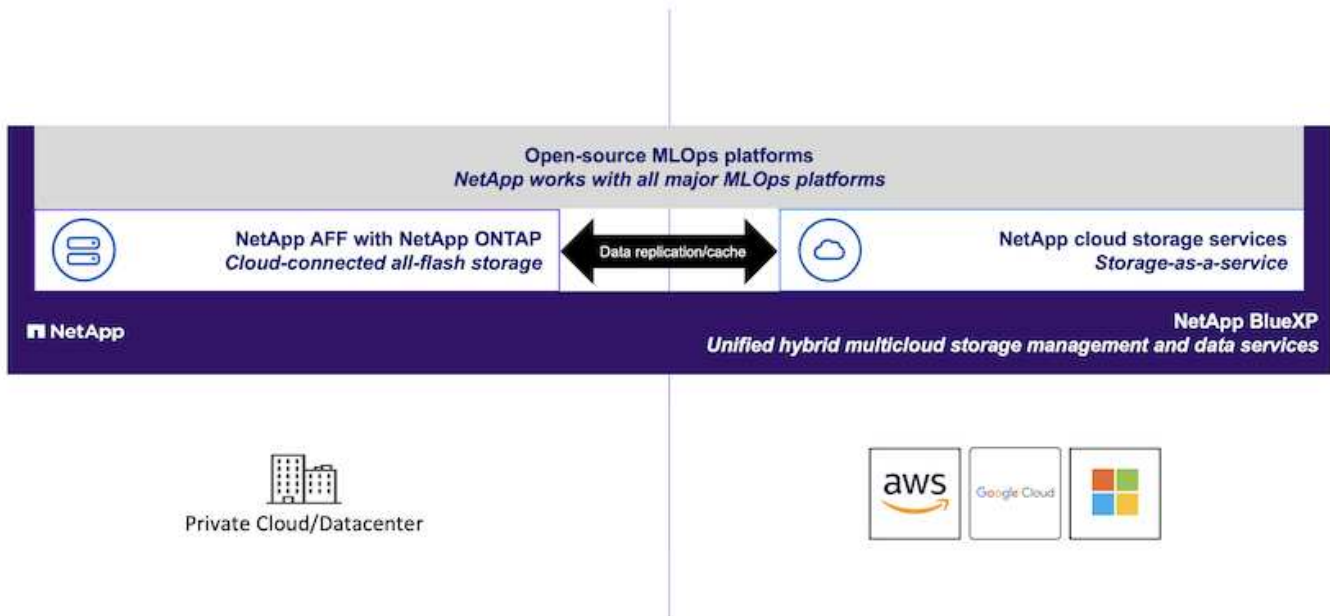 Open-source MLOps platforms
NetApp works with all major MLOps platforms
NetApp AFF with NetApp ONTAP
Cloud-connected all-flash storage
Data replication/cache
NetApp cloud storage services
Storage-as-a-service
NetApp
NetApp BlueXP
Unified hybrid multicloud storage management and data services
Private Cloud/Datacenter
aws
Google Cloud